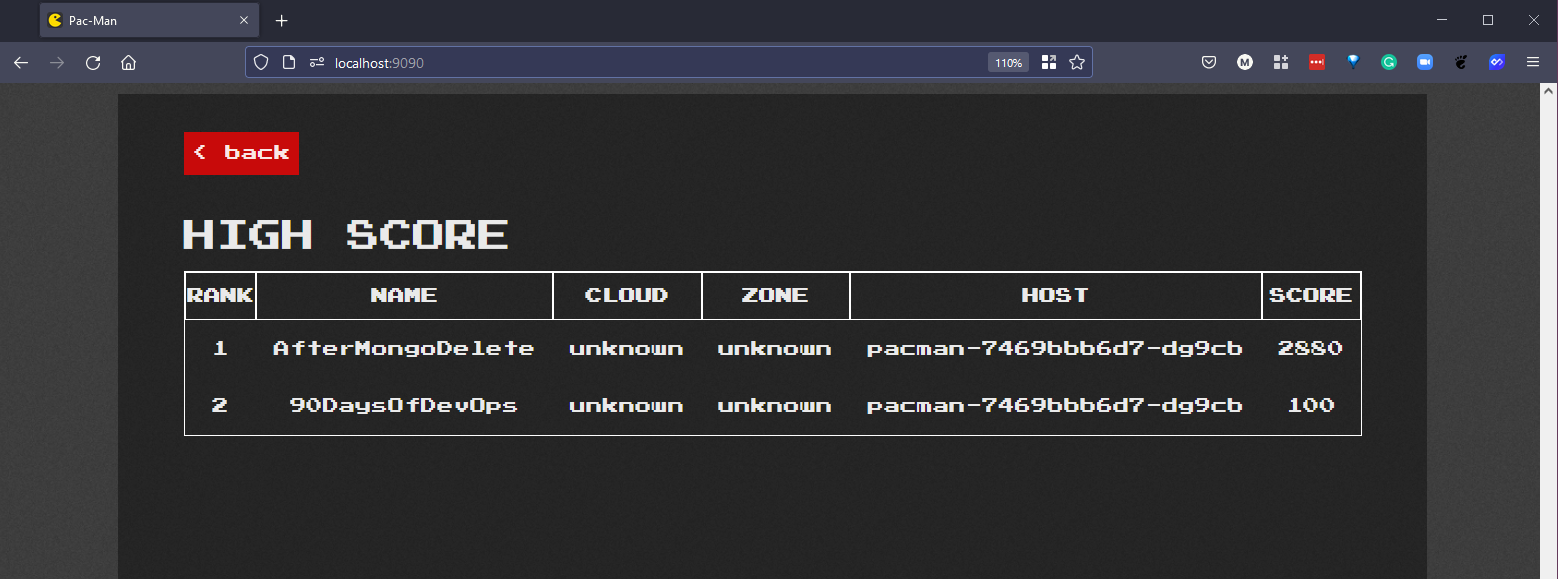 Pac-Man
localhost:9090 110%
< back
HIGH SCORE
RANK NAME CLOUD ZONE HOST SCORE
1 AfterMongoDelete unknown unknown pacman-7469bbb6d7-dg9cb 2880
2 90DaysOfDevOps unknown unknown pacman-7469bbb6d7-dg9cb 100